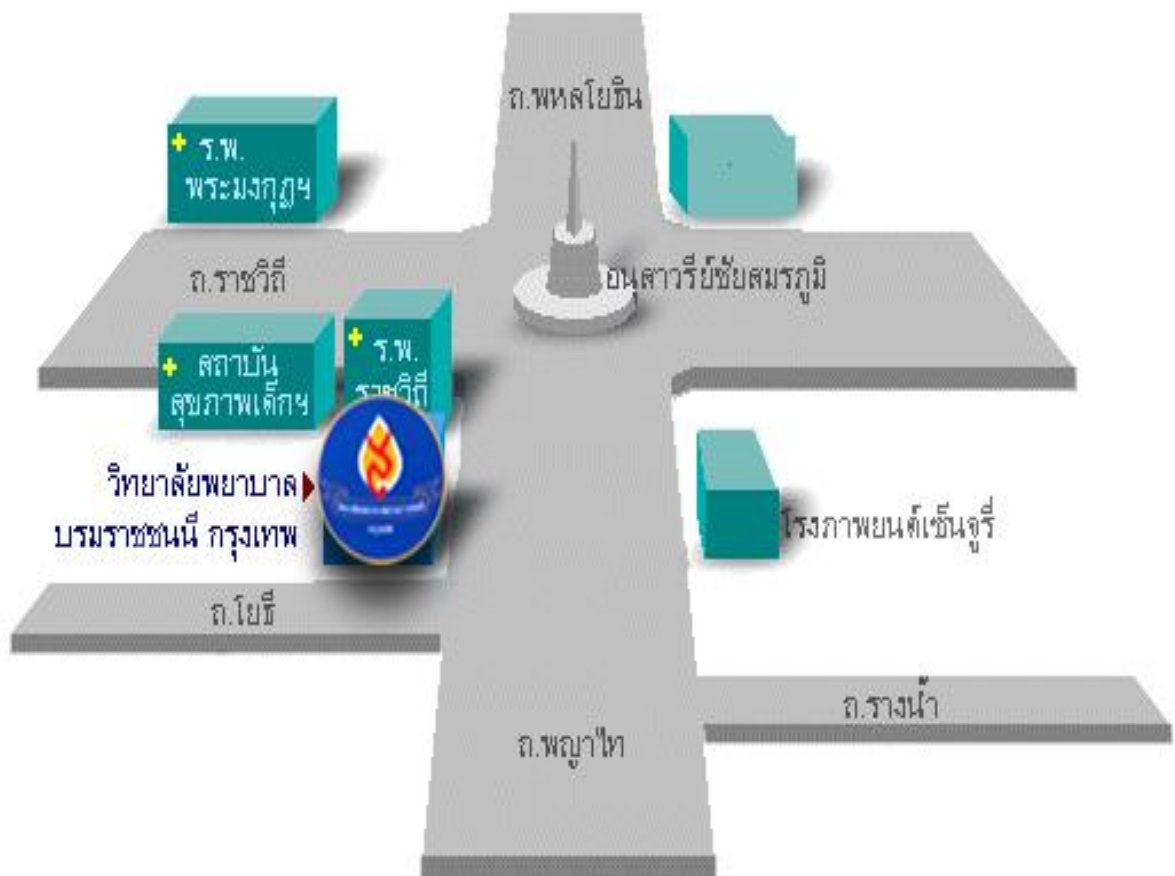 ถ.พหลโยธิน
ร.พ.
พระมงกุฎฯ
ถ.ราชวิถี
อนุสาวรีย์ชัยสมรภูมิ
สถาบัน
สุขภาพเด็กฯ
ร.พ.
ราชวิถี
วิทยาลัยพยาบาล
บรมราชชนนี กรุงเทพ
โรงภาพยนต์เซ็นจูรี่
ถ.โยธี
ถ.รางน้ำ
ถ.พญาไท